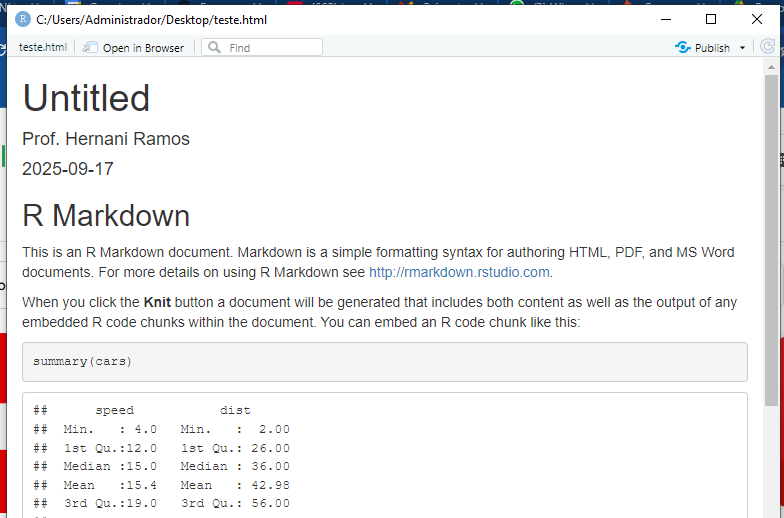 C:/Users/Administrador/Desktop/teste.html
teste.html Open in Browser Find Publish
Untitled
Prof. Hernani Ramos
2025-09-17
R Markdown
This is an R Markdown document. Markdown is a simple formatting syntax for authoring HTML, PDF, and MS Word
documents. For more details on using R Markdown see http://rmarkdown.rstudio.com.
When you click the Knit button a document will be generated that includes both content as well as the output of any
embedded R code chunks within the document. You can embed an R code chunk like this:
summary(cars)
##      speed           dist
##  Min.   : 4.0   Min.   :  2.00
##  1st Qu.:12.0   1st Qu.: 26.00
##  Median :15.0   Median : 36.00
##  Mean   :15.4   Mean   : 42.98
##  3rd Qu.:19.0   3rd Qu.: 56.00